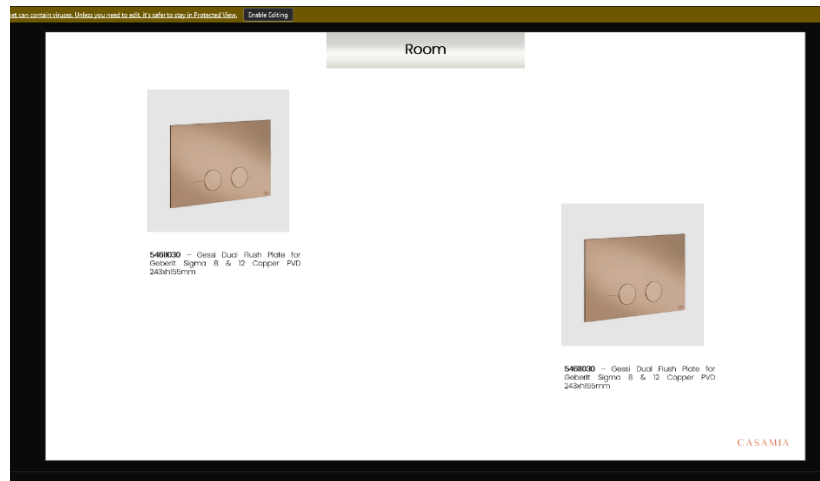 et can contain viruses. Unless you need to edit, it's safer to stay in Protected View.
Enable Editing
Room
54611030 – Gessi Dual Flush Plate for
Geberit Sigma 8 & 12 Copper PVD
243xh155mm
54611030 – Gessi Dual Flush Plate for
Geberit Sigma 8 & 12 Copper PVD
243xh155mm
CASAMIA